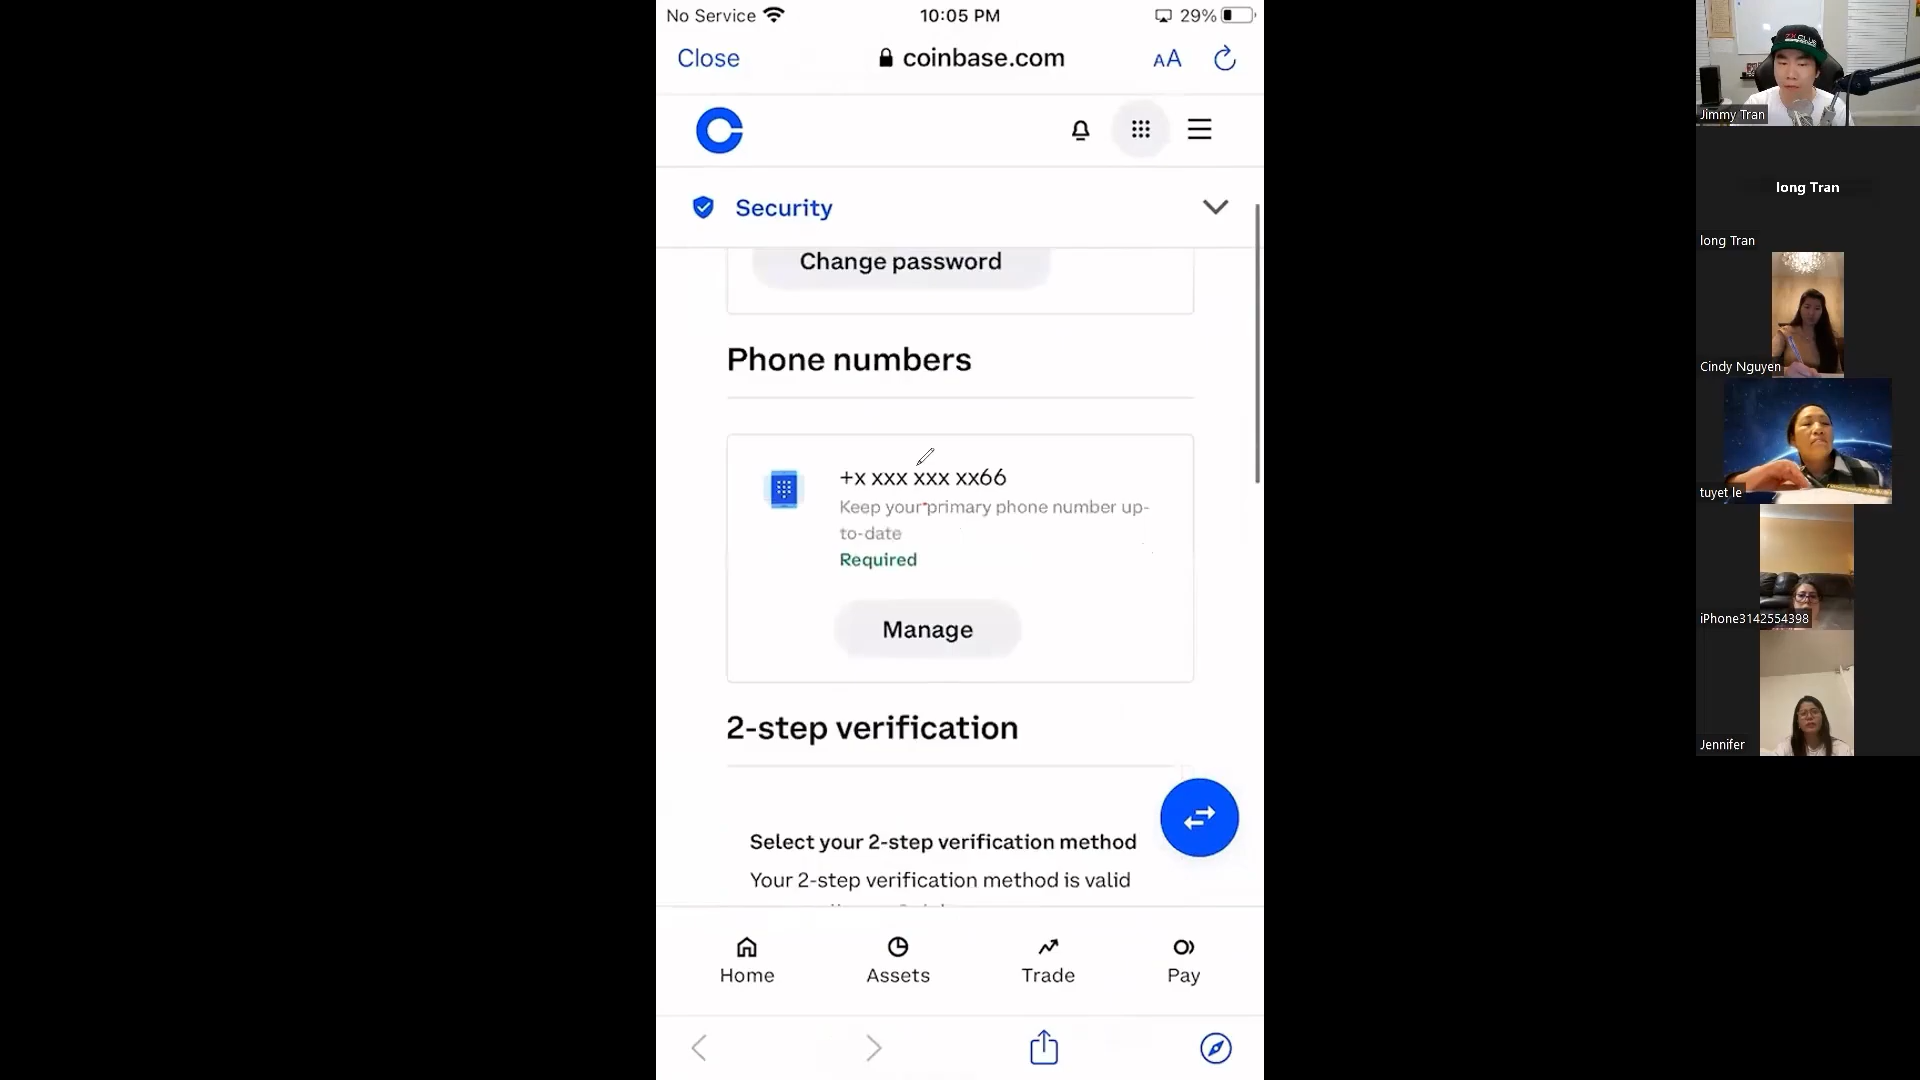 No Service
10:05 PM
29%
Close
coinbase.com
AA
Security
Change password
Phone numbers
+x xxx xxx xx66
Keep your primary phone number up-
to-date
Required
Manage
2-step verification
Select your 2-step verification method
Your 2-step verification method is valid
Home
Assets
Trade
Pay
Jimmy Tran
long Tran
long Tran
Cindy Nguyen
tuyet le
iPhone3142554398
Jennifer